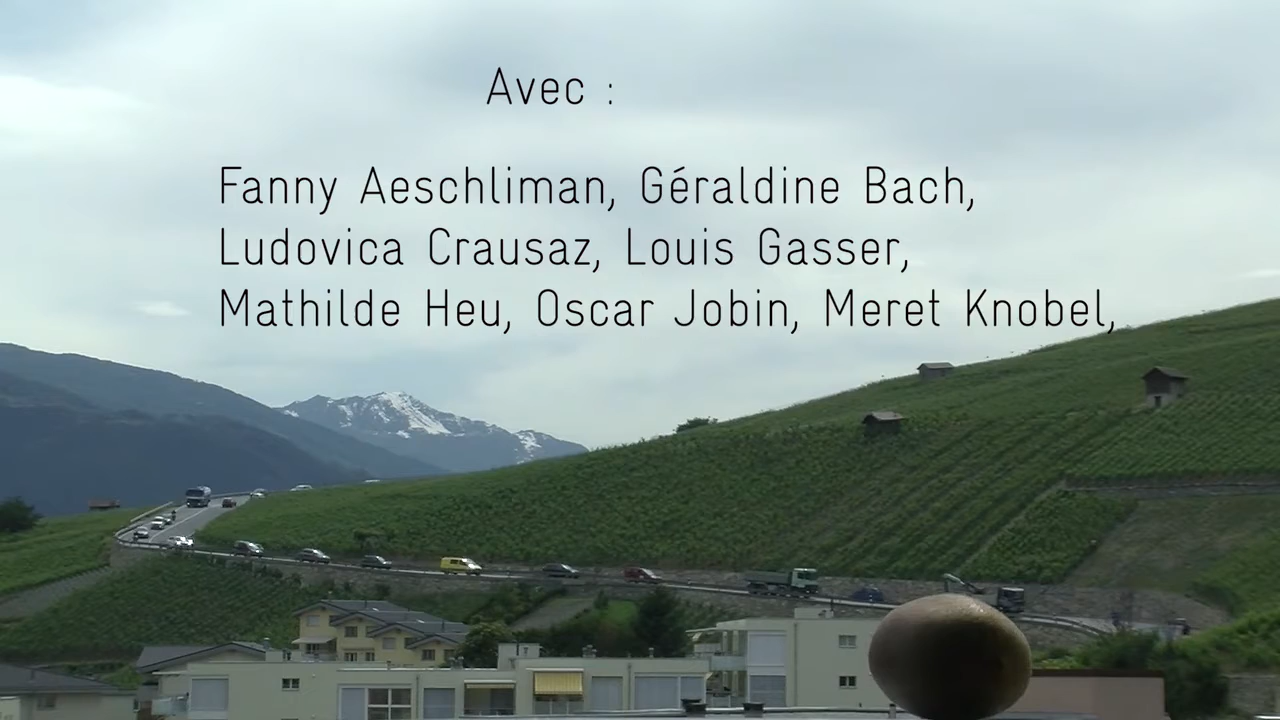 Avec :
Fanny Aeschliman, Géraldine Bach,
Ludovica Crausaz, Louis Gasser,
Mathilde Heu, Oscar Jobin, Meret Knobel,